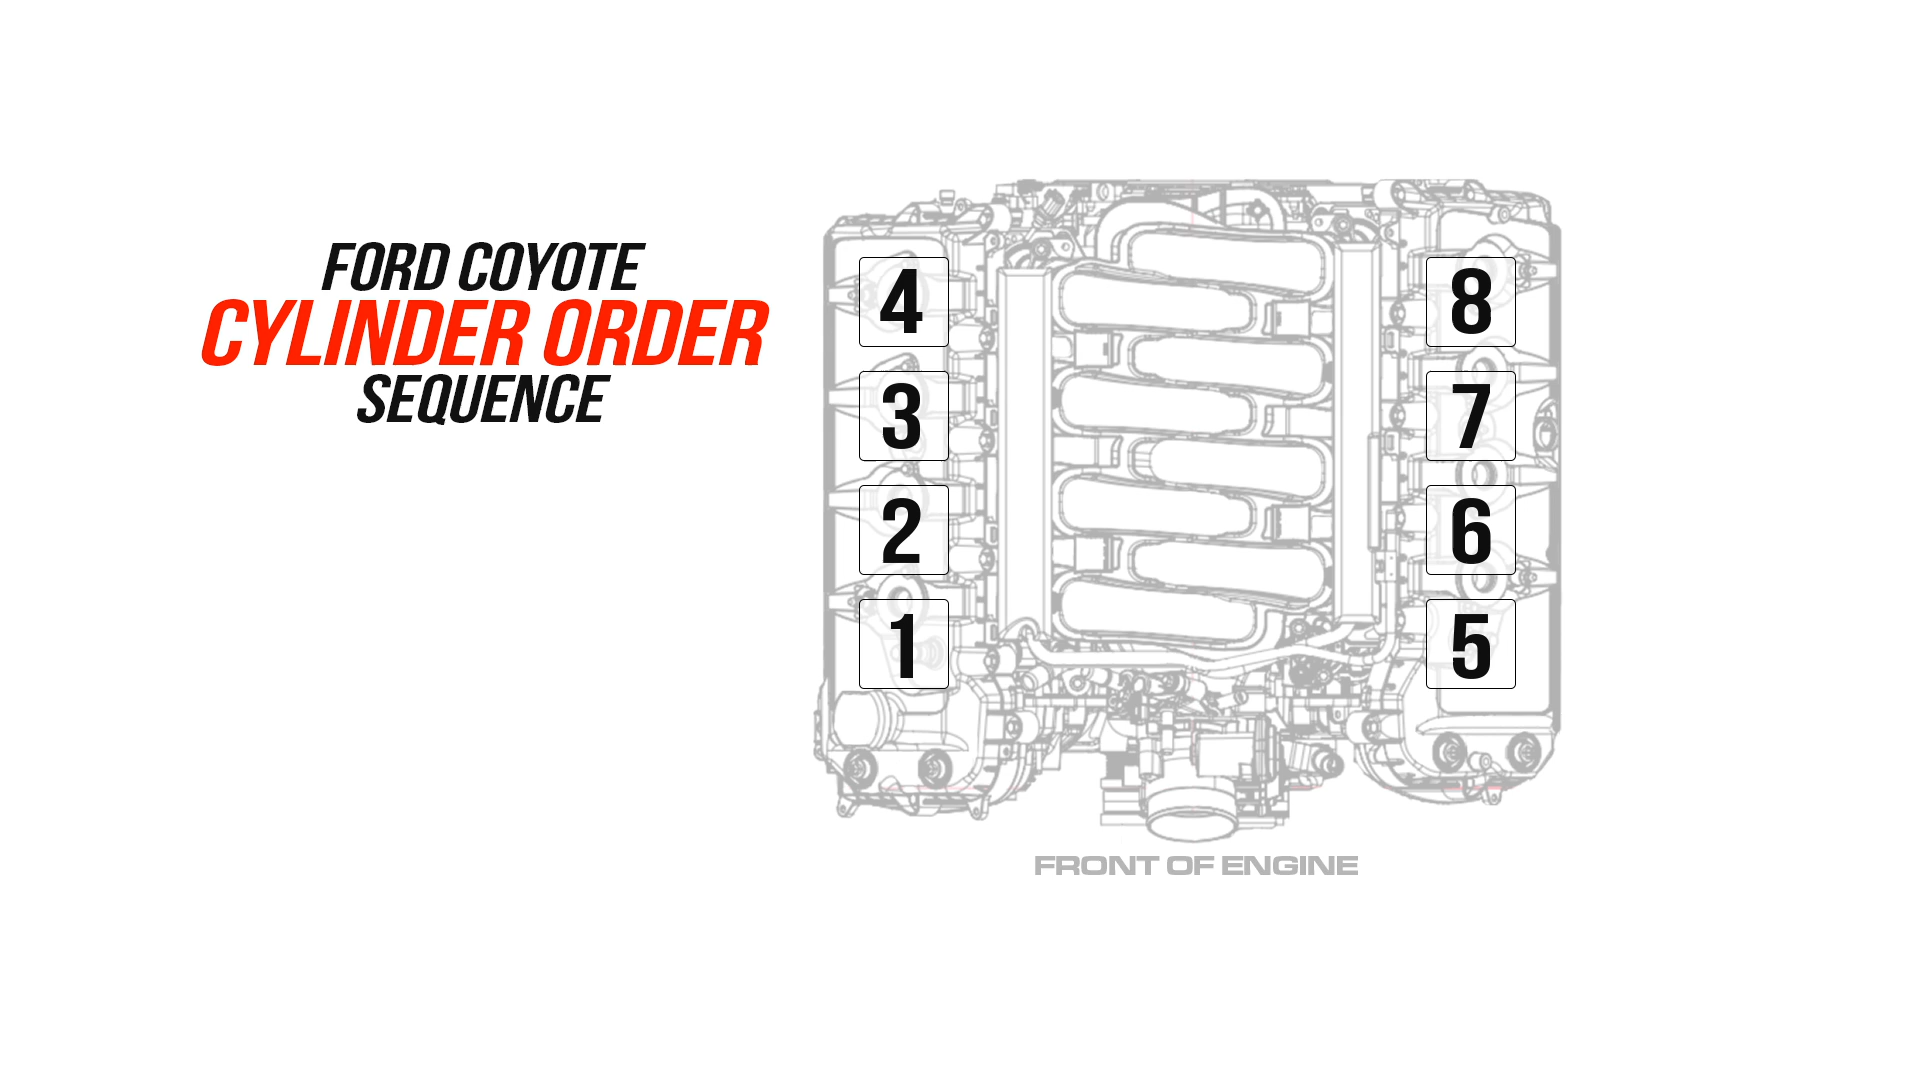 FORD COYOTE
CYLINDER ORDER
SEQUENCE
4 8
3 7
2 6
1 5
FRONT OF ENGINE